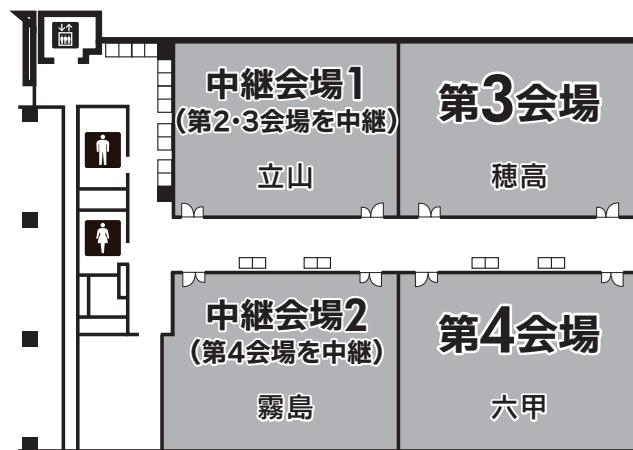 中継会場1
(第2・3会場を中継)
立山
第3会場
穂高
中継会場2
(第4会場を中継)
霧島
第4会場
六甲